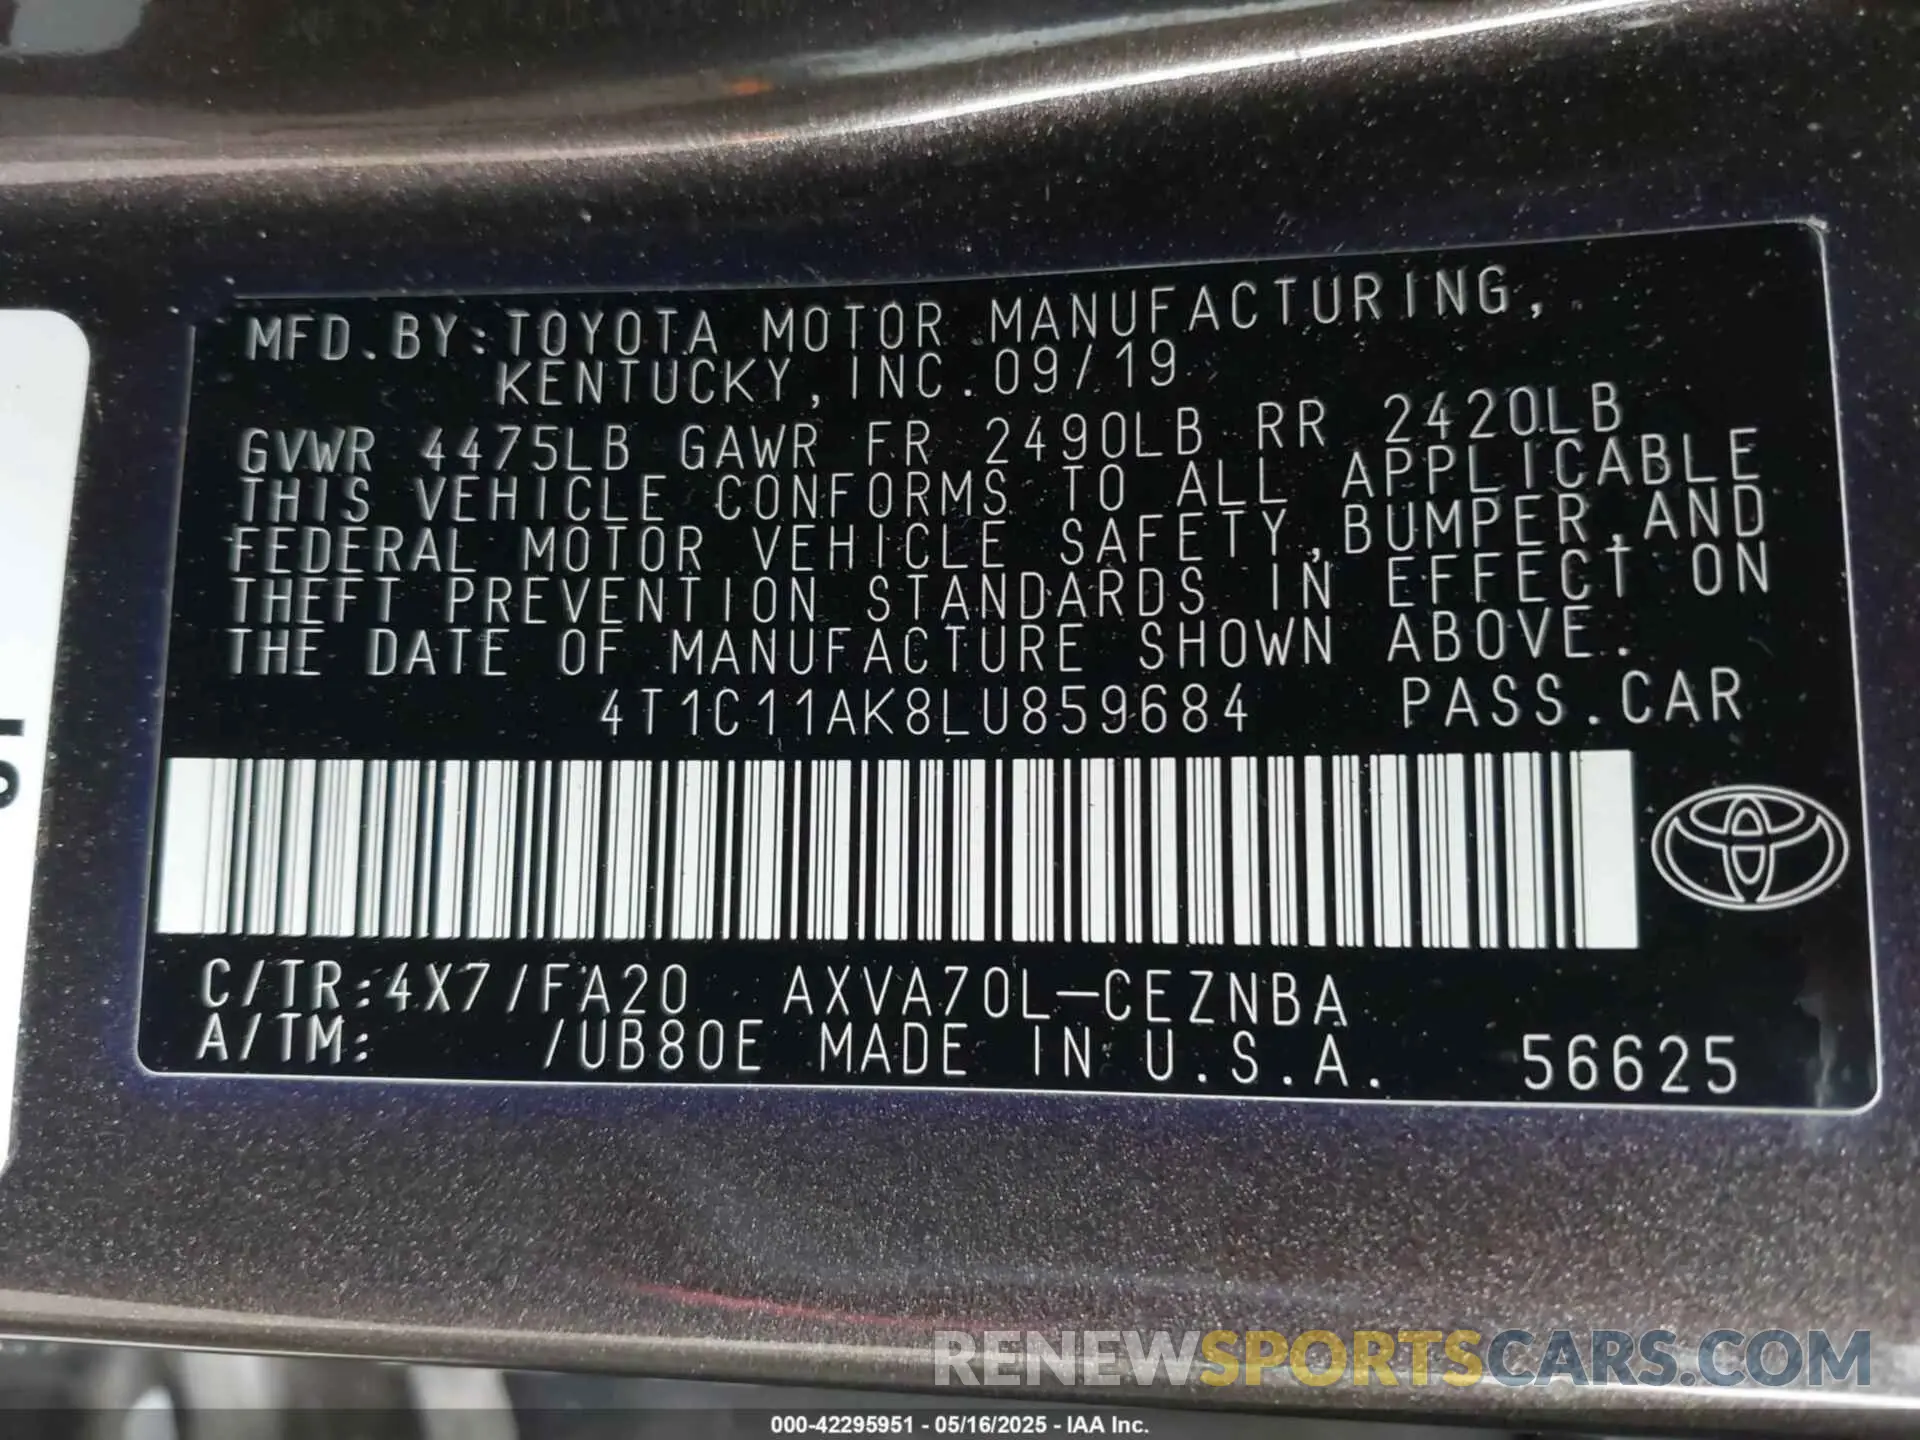 MFD.BY:TOYOTA MOTOR MANUFACTURING,
KENTUCKY, INC.09/19
GVWR 4475LB GAWR FR 2490LB RR 2420LB
THIS VEHICLE CONFORMS TO ALL APPLICABLE
FEDERAL MOTOR VEHICLE SAFETY,BUMPER,AND
THEFT PREVENTION STANDARDS IN EFFECT ON
THE DATE OF MANUFACTURE SHOWN ABOVE.
4T1C11AK8LU859684 PASS.CAR
C/TR:4X7/FA20 AXVA70L-CEZNBA
A/TM: /UB80E MADE IN U.S.A. 56625
RENEWSPORTSCARS.COM
000-42295951 - 05/16/2025 - IAA Inc.